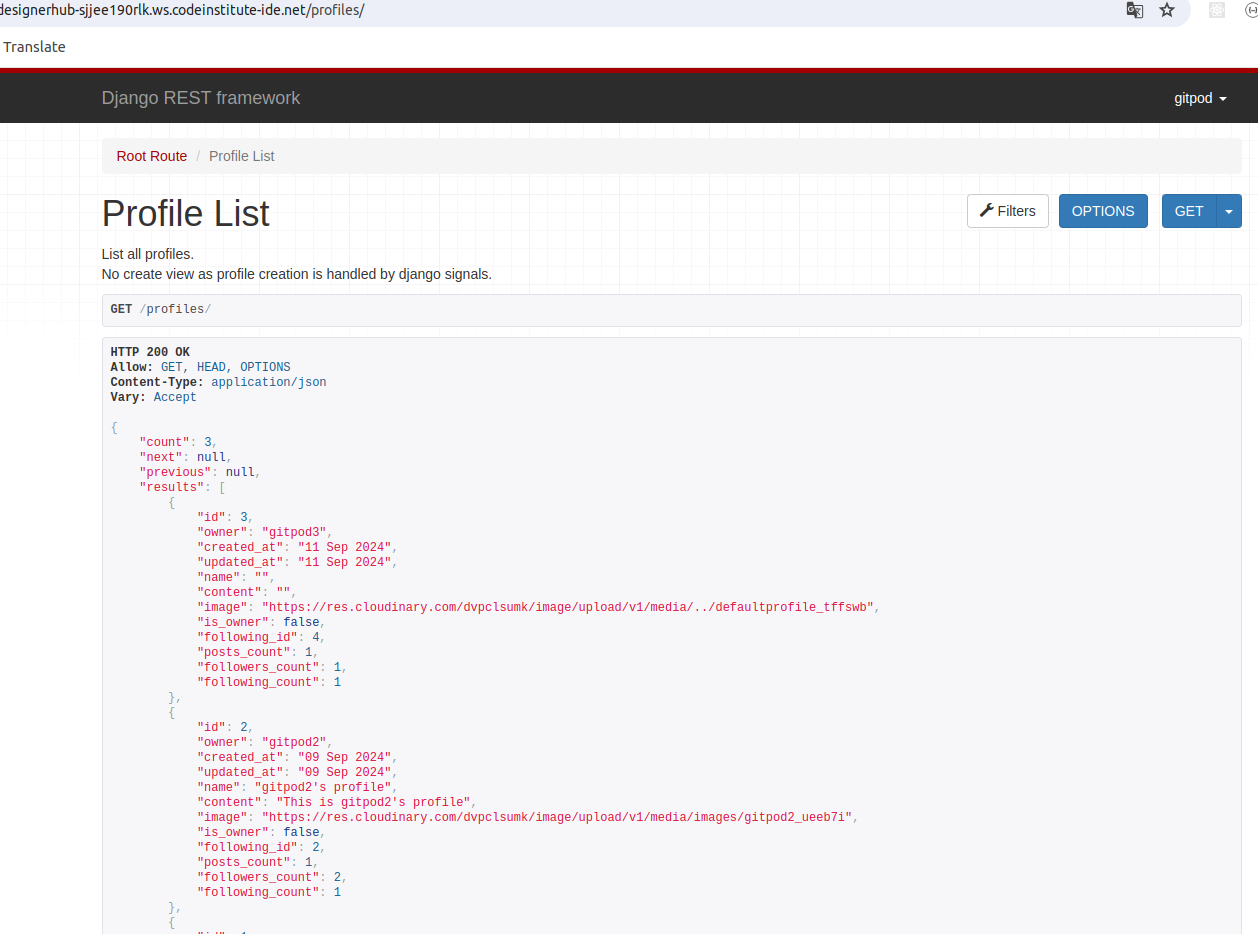 designerhub-sjjee190rlk.ws.codeinstitute-ide.net/profiles/
Translate
Django REST framework
gitpod
Root Route / Profile List
Profile List
Filters
OPTIONS
GET
List all profiles.
No create view as profile creation is handled by django signals.
GET /profiles/
HTTP 200 OK
Allow: GET, HEAD, OPTIONS
Content-Type: application/json
Vary: Accept
{
    "count": 3,
    "next": null,
    "previous": null,
    "results": [
        {
            "id": 3,
            "owner": "gitpod3",
            "created_at": "11 Sep 2024",
            "updated_at": "11 Sep 2024",
            "name": "",
            "content": "",
            "image": "https://res.cloudinary.com/dvpclsumk/image/upload/v1/media/../defaultprofile_tffswb",
            "is_owner": false,
            "following_id": 4,
            "posts_count": 1,
            "followers_count": 1,
            "following_count": 1
        },
        {
            "id": 2,
            "owner": "gitpod2",
            "created_at": "09 Sep 2024",
            "updated_at": "09 Sep 2024",
            "name": "gitpod2's profile",
            "content": "This is gitpod2's profile",
            "image": "https://res.cloudinary.com/dvpclsumk/image/upload/v1/media/images/gitpod2_ueeb7i",
            "is_owner": false,
            "following_id": 2,
            "posts_count": 1,
            "followers_count": 2,
            "following_count": 1
        },
        {